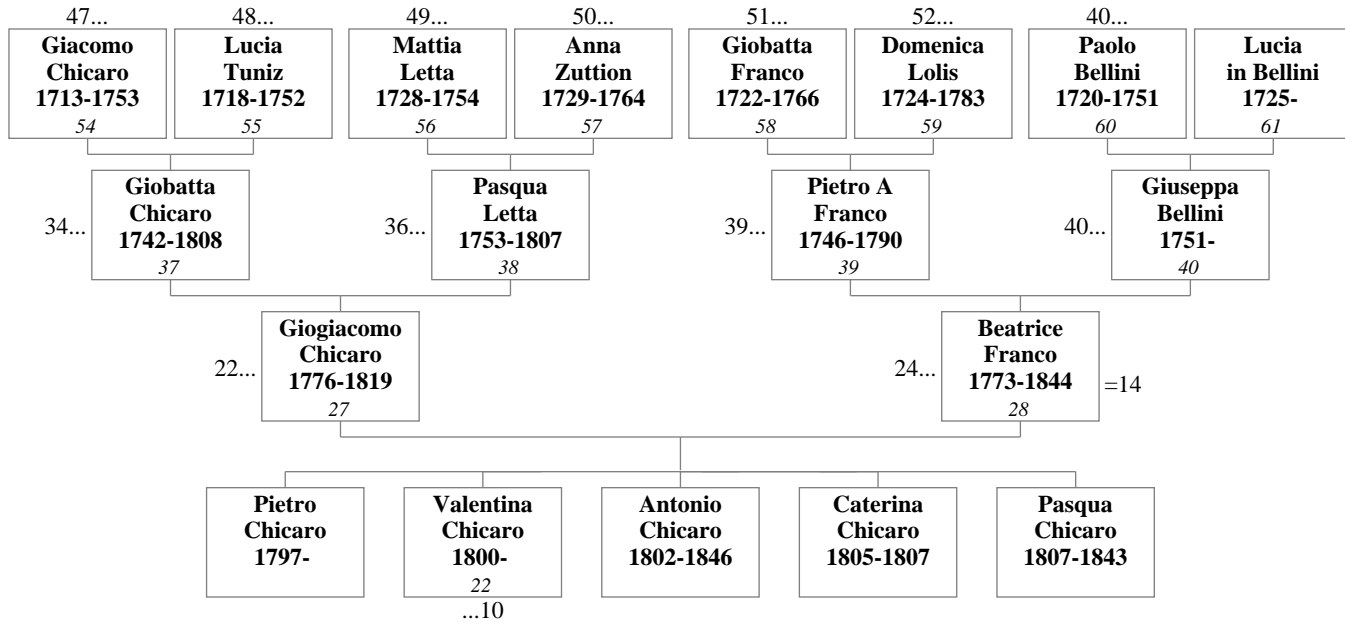 47...
48...
49...
50...
51...
52...
40...
Giacomo
Chicaro
1713-1753
54
Lucia
Tuniz
1718-1752
55
Mattia
Letta
1728-1754
56
Anna
Zuttion
1729-1764
57
Giobatta
Franco
1722-1766
58
Domenica
Lolis
1724-1783
59
Paolo
Bellini
1720-1751
60
Lucia
in Bellini
1725-
61
34...
Giobatta
Chicaro
1742-1808
37
36...
Pasqua
Letta
1753-1807
38
39...
Pietro A
Franco
1746-1790
39
40...
Giuseppa
Bellini
1751-
40
22...
Giogiacomo
Chicaro
1776-1819
27
24...
Beatrice
Franco
1773-1844
28
=14
Pietro
Chicaro
1797-
Valentina
Chicaro
1800-
22
...10
Antonio
Chicaro
1802-1846
Caterina
Chicaro
1805-1807
Pasqua
Chicaro
1807-1843